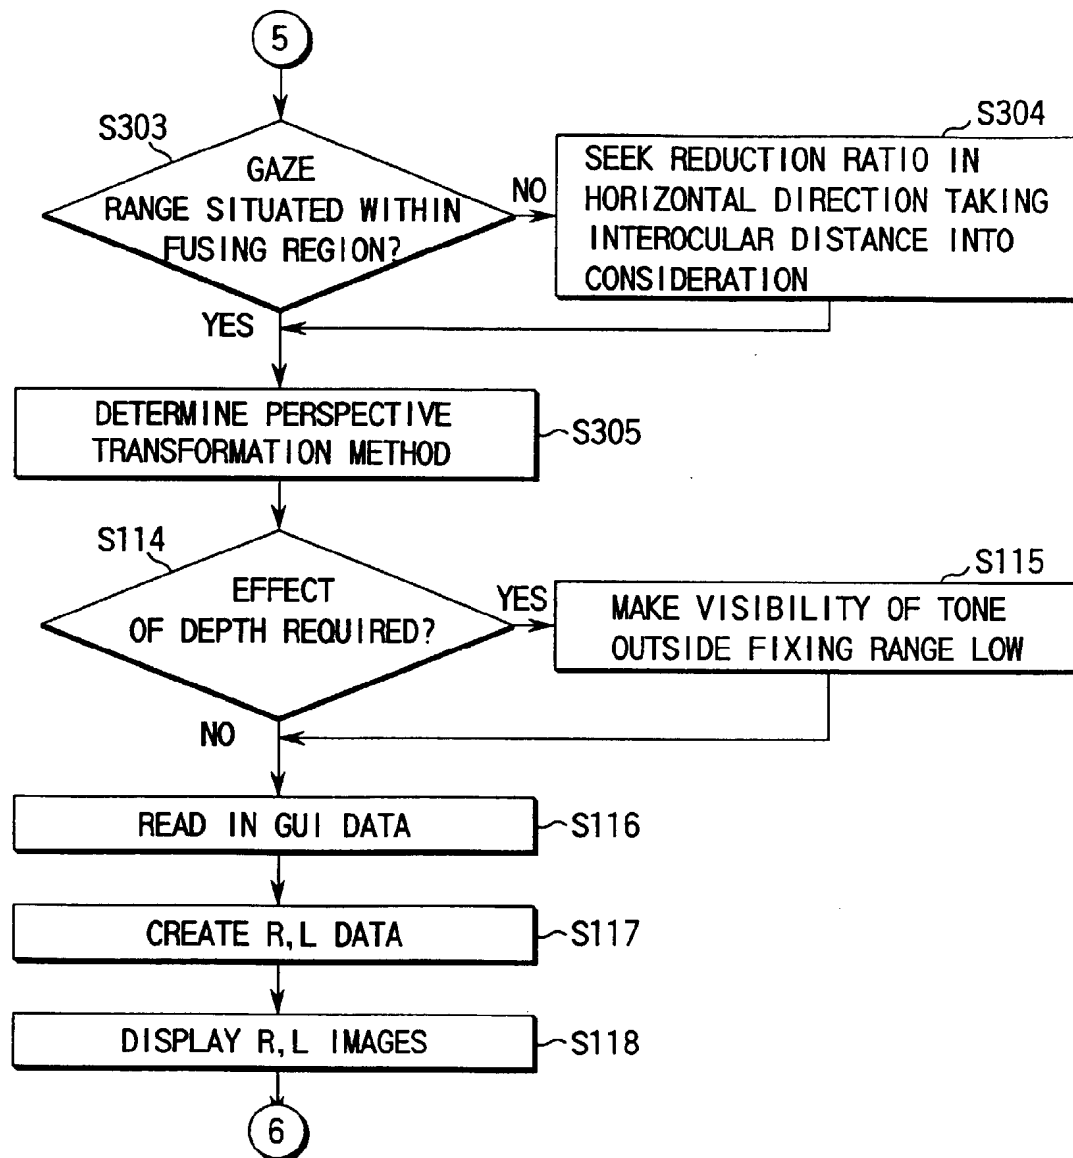 5
S303
GAZE
RANGE SITUATED WITHIN
FUSING REGION?
NO
S304
SEEK REDUCTION RATIO IN
HORIZONTAL DIRECTION TAKING
INTEROCULAR DISTANCE INTO
CONSIDERATION
YES
DETERMINE PERSPECTIVE
TRANSFORMATION METHOD
S305
S114
EFFECT
OF DEPTH REQUIRED?
YES
S115
MAKE VISIBILITY OF TONE
OUTSIDE FIXING RANGE LOW
NO
READ IN GUI DATA
S116
CREATE R,L DATA
S117
DISPLAY R,L IMAGES
S118
6